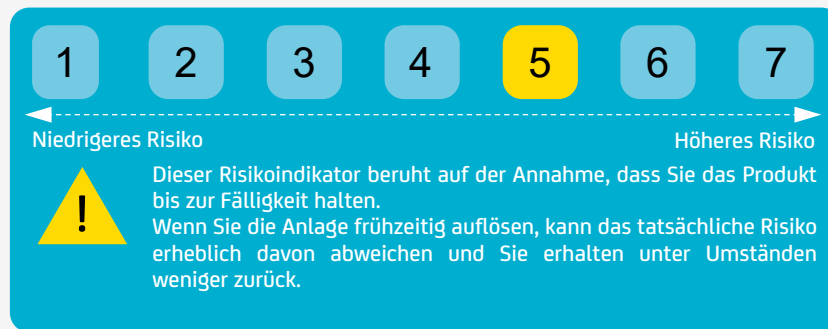 1 2 3 4 5 6 7
Niedrigeres Risiko Höheres Risiko
!
Dieser Risikoindikator beruht auf der Annahme, dass Sie das Produkt
bis zur Fälligkeit halten.
Wenn Sie die Anlage frühzeitig auflösen, kann das tatsächliche Risiko
erheblich davon abweichen und Sie erhalten unter Umständen
weniger zurück.